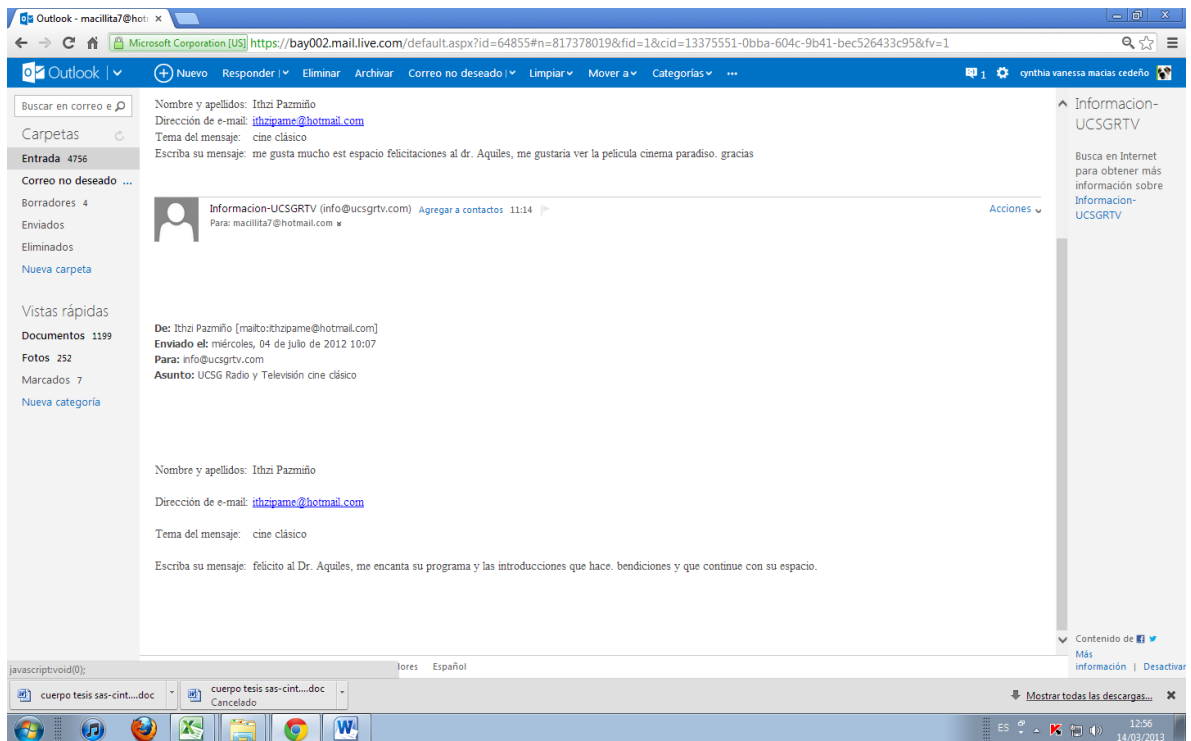 Outlook - macillita7@hot
Microsoft Corporation [US] https://bay002.mail.live.com/default.aspx?id=64855#n=817378019&fid=1&cid=13375551-0bba-604c-9b41-bec526433c95&fv=1
Outlook Nuevo Responder Eliminar Archivar Correo no deseado Limpiar Mover a Categorías ••• 1 cynthia vanessa macias cedeño
Buscar en correo e
Carpetas
Entrada 4756
Correo no deseado ...
Borradores 4
Enviados
Eliminados
Nueva carpeta
Vistas rápidas
Documentos 1199
Fotos 252
Marcados 7
Nueva categoría
Nombre y apellidos: Ithzi Pazmiño
Dirección de e-mail: ithzipame@hotmail.com
Tema del mensaje: cine clásico
Escriba su mensaje: me gusta mucho est espacio felicitaciones al dr. Aquiles, me gustaria ver la pelicula cinema paradiso. gracias
Informacion-UCSGRTV (info@ucsgrtv.com) Agregar a contactos 11:14
Acciones
Para: macillita7@hotmail.com
De: Ithzi Pazmiño [mailto:ithzipame@hotmail.com]
Enviado el: miércoles, 04 de julio de 2012 10:07
Para: info@ucsgrtv.com
Asunto: UCSG Radio y Televisión cine clásico
Nombre y apellidos: Ithzi Pazmiño
Dirección de e-mail: ithzipame@hotmail.com
Tema del mensaje: cine clásico
Escriba su mensaje: felicito al Dr. Aquiles, me encanta su programa y las introducciones que hace. bendiciones y que continue con su espacio.
Informacion-
UCSGRTV
Busca en Internet
para obtener más
información sobre
Informacion-
UCSGRTV
Contenido de
Más
información | Desactivar
javascript:void(0);
lores Español
cuerpo tesis sas-cint....doc
cuerpo tesis sas-cint....doc
Cancelado
Mostrar todas las descargas...
ES
12:56
14/03/2013